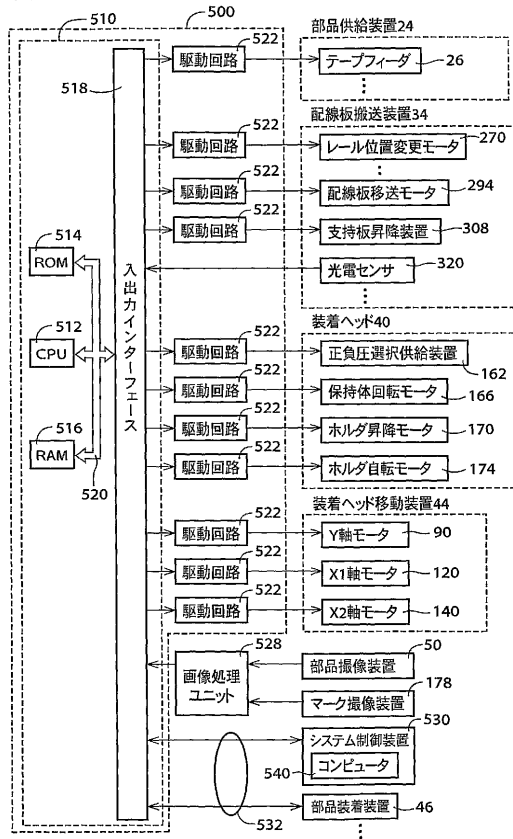 510
500
518
514
ROM
512
CPU
516
RAM
520
入出力インターフェース
部品供給装置24
522
駆動回路
テープフィーダ
26
配線板搬送装置34
522
駆動回路
レール位置変更モータ
270
522
駆動回路
配線板移送モータ
294
522
駆動回路
支持板昇降装置
308
光電センサ
320
装着ヘッド40
522
駆動回路
正負圧選択供給装置
162
522
駆動回路
保持体回転モータ
166
522
駆動回路
ホルダ昇降モータ
170
522
駆動回路
ホルダ自転モータ
174
装着ヘッド移動装置44
522
駆動回路
Y軸モータ
90
522
駆動回路
X1軸モータ
120
522
駆動回路
X2軸モータ
140
528
画像処理
ユニット
部品撮像装置
50
マーク撮像装置
178
530
システム制御装置
540
コンピュータ
532
部品装着装置
46